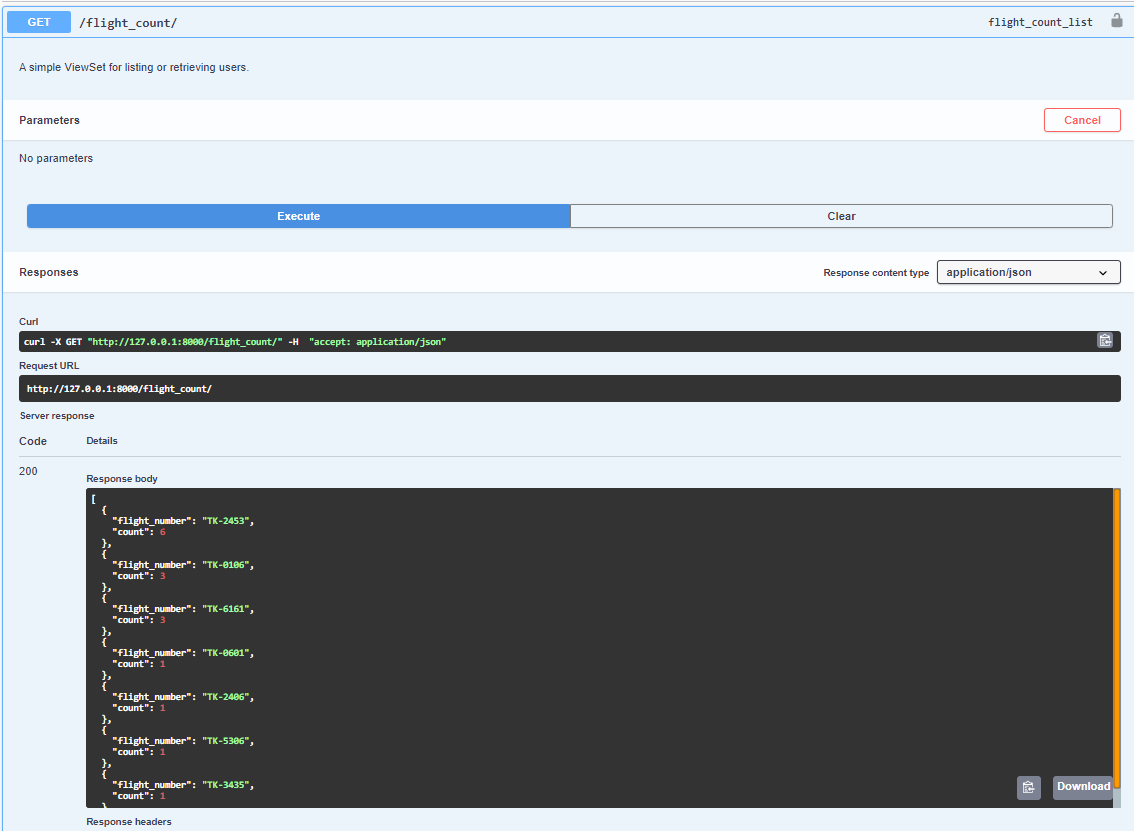 GET /flight_count/ flight_count_list
A simple ViewSet for listing or retrieving users.
Parameters Cancel
No parameters
Execute Clear
Responses Response content type application/json
Curl
curl -X GET "http://127.0.0.1:8000/flight_count/" -H  "accept: application/json"
Request URL
http://127.0.0.1:8000/flight_count/
Server response
Code Details
200
Response body
[
  {
    "flight_number": "TK-2453",
    "count": 6
  },
  {
    "flight_number": "TK-0106",
    "count": 3
  },
  {
    "flight_number": "TK-6161",
    "count": 3
  },
  {
    "flight_number": "TK-0601",
    "count": 1
  },
  {
    "flight_number": "TK-2406",
    "count": 1
  },
  {
    "flight_number": "TK-5306",
    "count": 1
  },
  {
    "flight_number": "TK-3435",
    "count": 1
  }
Download
Response headers